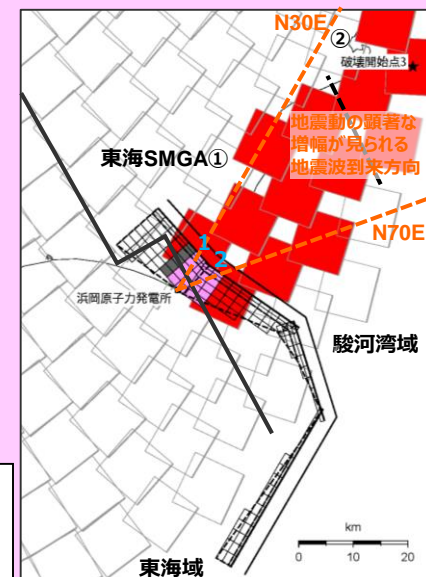 N30E
②
破壊開始点3
★
地震動の顕著な
増幅が見られる
地震波到来方向
東海SMGA①
N70E
1
2
浜岡原子力発電所
駿河湾域
東海域
km
0 10 20